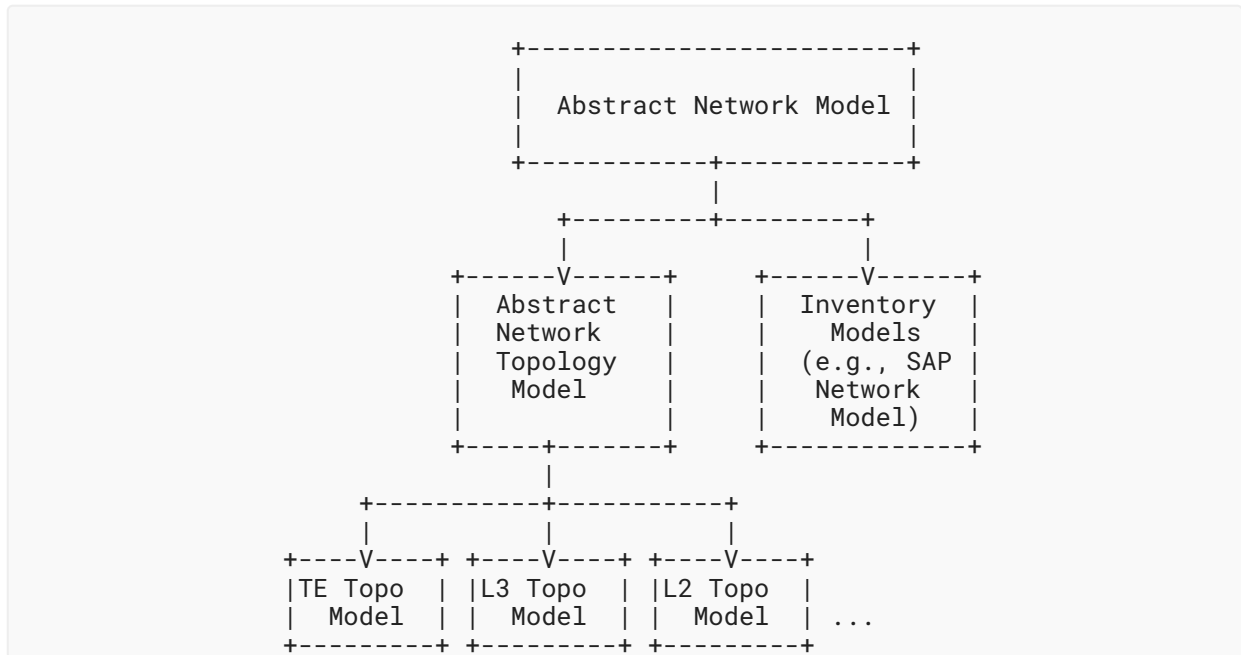 +-------------------------+
|                         |
|  Abstract Network Model |
|                         |
+------------+------------+
|
+---------+---------+
|                   |
+------V------+     +------V------+
|  Abstract   |     |  Inventory  |
|  Network    |     |    Models   |
|  Topology   |     |  (e.g., SAP |
|   Model     |     |   Network   |
|             |     |    Model)   |
+-----+-------+     +-------------+
|
+-----------+-----------+
|           |           |
+----V----+ +----V----+ +----V----+
|TE Topo  | |L3 Topo  | |L2 Topo  |
|  Model  | |  Model  | |  Model  | ...
+---------+ +---------+ +---------+